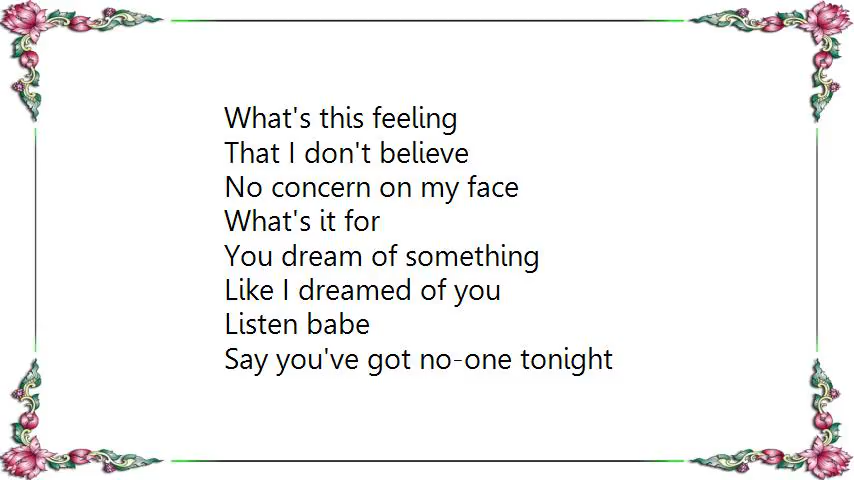 What's this feeling
That I don't believe
No concern on my face
What's it for
You dream of something
Like I dreamed of you
Listen babe
Say you've got no-one tonight